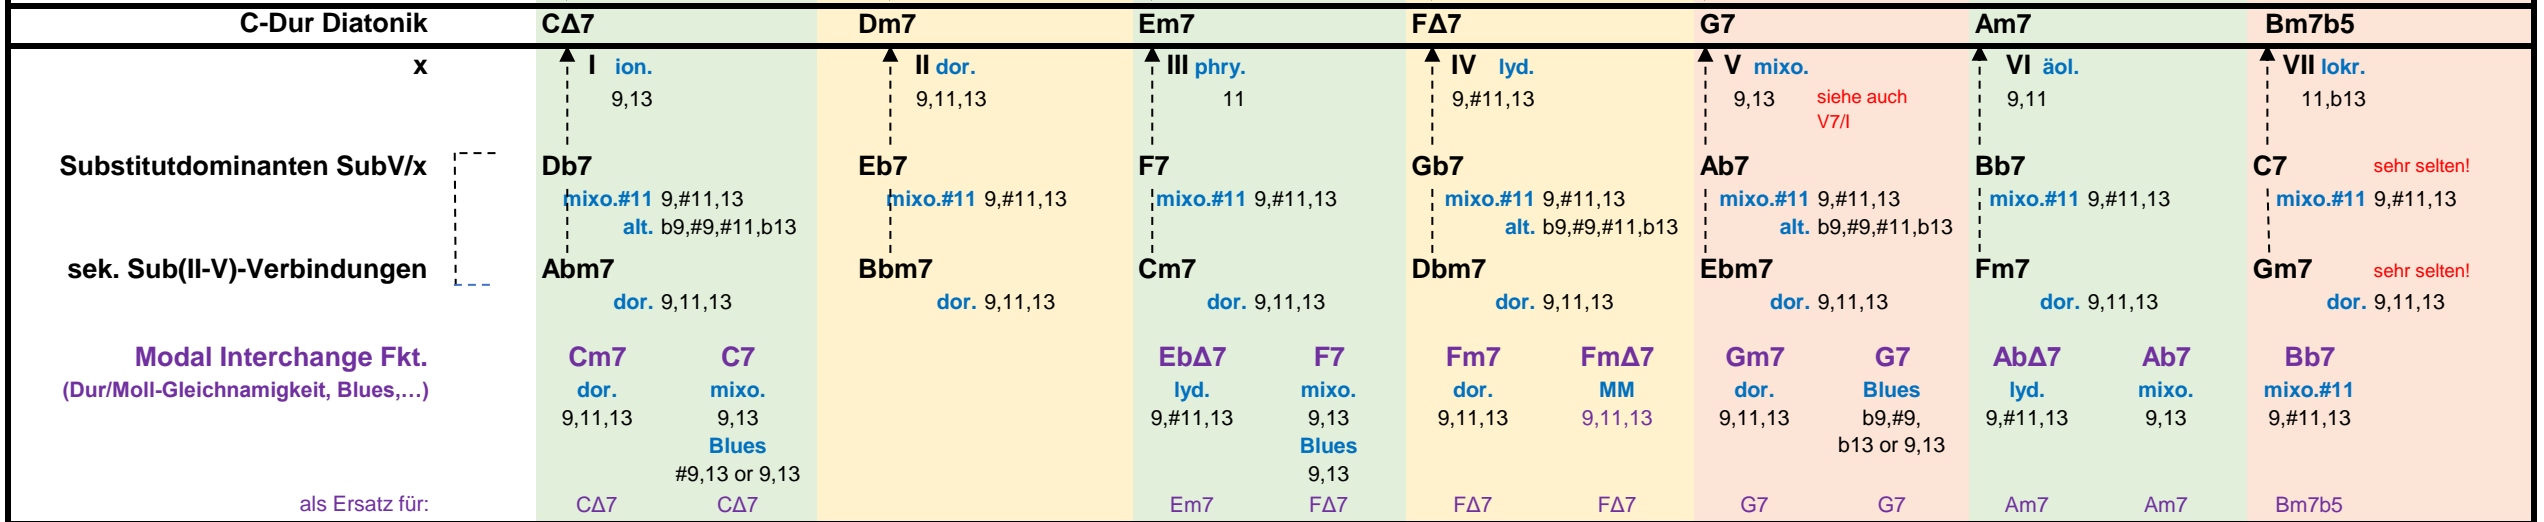 C-Dur Diatonik CΔ7 Dm7 Em7 FΔ7 G7 Am7 Bm7b5
x I ion. II dor. III phry. IV lyd. V mixo. VI äol. VII lokr.
9,13 9,11,13 11 9,#11,13 9,13 siehe auch 9,11 11,b13
V7/I
Substitutdominanten SubV/x Db7 Eb7 F7 Gb7 Ab7 Bb7 C7 sehr selten!
mixo.#11 9,#11,13 mixo.#11 9,#11,13 mixo.#11 9,#11,13 mixo.#11 9,#11,13 mixo.#11 9,#11,13 mixo.#11 9,#11,13 mixo.#11 9,#11,13
alt. b9,#9,#11,b13 alt. b9,#9,#11,b13 alt. b9,#9,#11,b13
sek. Sub(II-V)-Verbindungen Abm7 Bbm7 Cm7 Dbm7 Ebm7 Fm7 Gm7 sehr selten!
dor. 9,11,13 dor. 9,11,13 dor. 9,11,13 dor. 9,11,13 dor. 9,11,13 dor. 9,11,13 dor. 9,11,13
Modal Interchange Fkt. Cm7 C7 EbΔ7 F7 Fm7 FmΔ7 Gm7 G7 AbΔ7 Ab7 Bb7
(Dur/Moll-Gleichnamigkeit, Blues,…) dor. mixo. lyd. mixo. dor. MM dor. Blues lyd. mixo. mixo.#11
9,11,13 9,13 9,#11,13 9,13 9,11,13 9,11,13 9,11,13 b9,#9, 9,#11,13 9,13 9,#11,13
Blues Blues b13 or 9,13
#9,13 or 9,13 9,13
als Ersatz für: CΔ7 CΔ7 Em7 FΔ7 FΔ7 FΔ7 G7 G7 Am7 Am7 Bm7b5